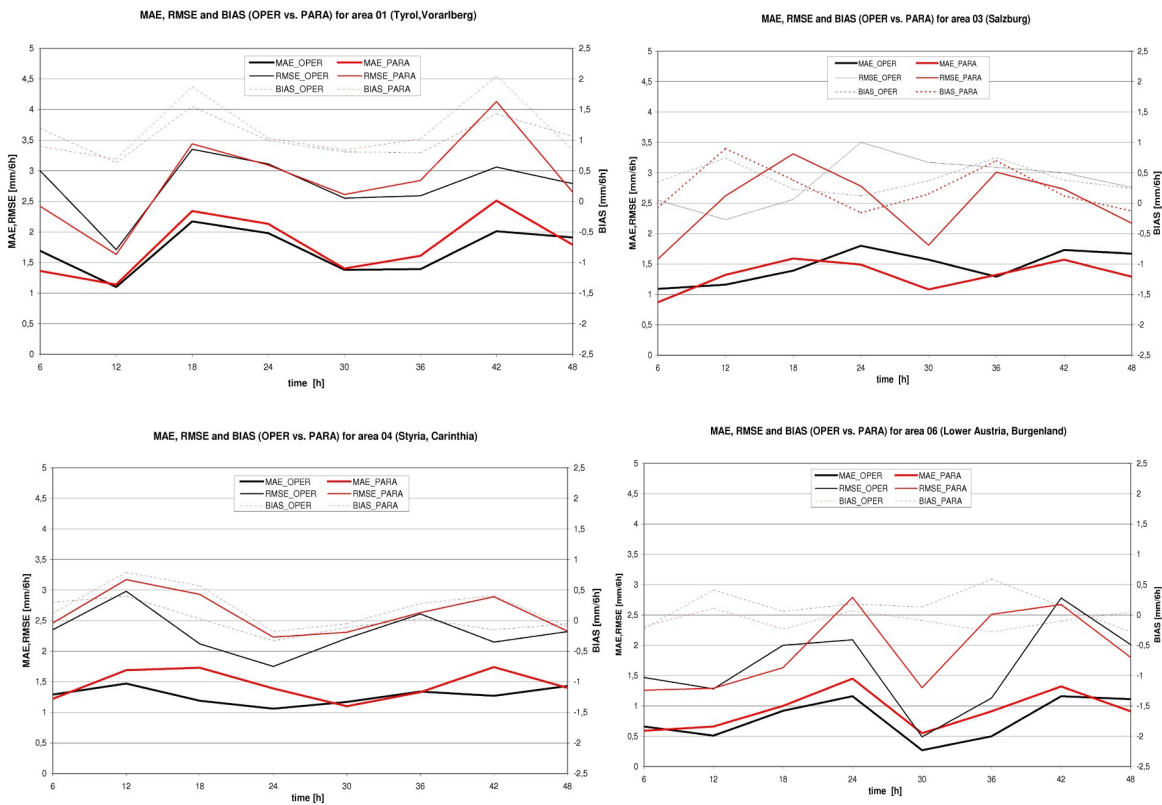 MAE, RMSE and BIAS (OPER vs. PARA) for area 01 (Tyrol,Vorarlberg)
MAE_OPER MAE_PARA
RMSE_OPER RMSE_PARA
BIAS_OPER BIAS_PARA
MAE,RMSE [mm/6h]
5
4,5
4
3,5
3
2,5
2
1,5
1
0,5
0
BIAS [mm/6h]
2,5
2
1,5
1
0,5
0
-0,5
-1
-1,5
-2
-2,5
6 12 18 24 30 36 42 48
time [h]
MAE, RMSE and BIAS (OPER vs. PARA) for area 03 (Salzburg)
MAE_OPER MAE_PARA
RMSE_OPER RMSE_PARA
BIAS_OPER BIAS_PARA
MAE,RMSE [mm/6h]
5
4,5
4
3,5
3
2,5
2
1,5
1
0,5
0
BIAS [mm/6h]
2,5
2
1,5
1
0,5
0
-0,5
-1
-1,5
-2
-2,5
6 12 18 24 30 36 42 48
time [h]
MAE, RMSE and BIAS (OPER vs. PARA) for area 04 (Styria, Carinthia)
MAE_OPER MAE_PARA
RMSE_OPER RMSE_PARA
BIAS_OPER BIAS_PARA
MAE,RMSE [mm/6h]
5
4,5
4
3,5
3
2,5
2
1,5
1
0,5
0
BIAS [mm/6h]
2,5
2
1,5
1
0,5
0
-0,5
-1
-1,5
-2
-2,5
6 12 18 24 30 36 42 48
time [h]
MAE, RMSE and BIAS (OPER vs. PARA) for area 06 (Lower Austria, Burgenland)
MAE_OPER MAE_PARA
RMSE_OPER RMSE_PARA
BIAS_OPER BIAS_PARA
MAE,RMSE [mm/6h]
5
4,5
4
3,5
3
2,5
2
1,5
1
0,5
0
BIAS [mm/6h]
2,5
2
1,5
1
0,5
0
-0,5
-1
-1,5
-2
-2,5
6 12 18 24 30 36 42 48
time [h]